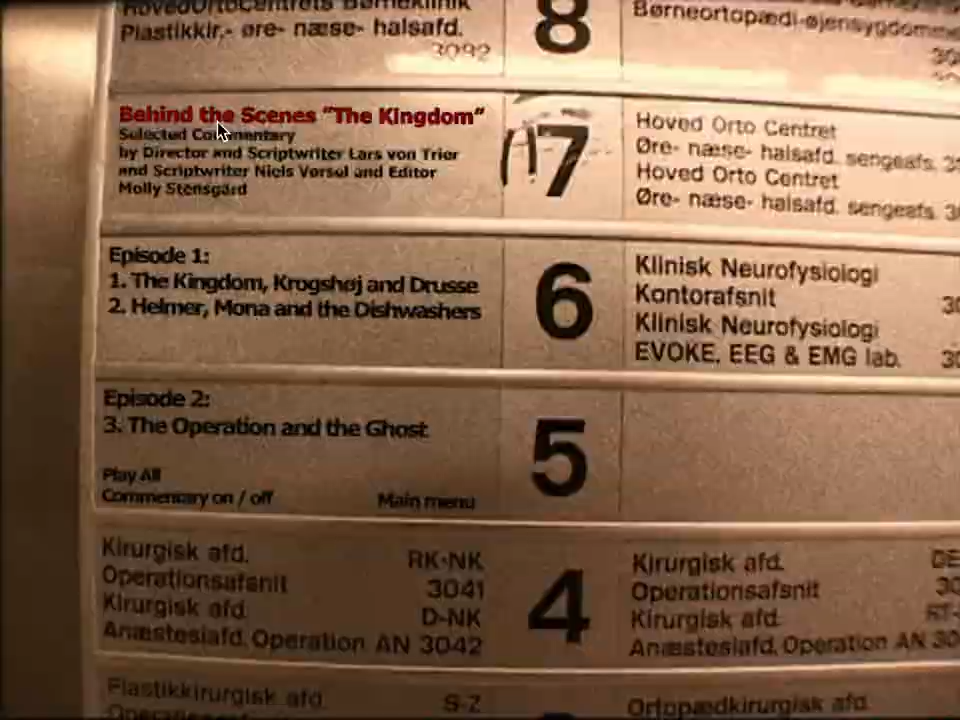 HovedOrtoCentrets Børneklinik
Plastikkir.- øre- næse- halsafd.
3092
8
Børneortopædi-øjensygdomme
Behind the Scenes "The Kingdom"
Selected Commentary
by Director and Scriptwriter Lars von Trier
and Scriptwriter Niels Vørsel and Editor
Molly Stensgård
7
Hoved Orto Centret
Øre- næse- halsafd. sengeafs.
Hoved Orto Centret
Øre- næse- halsafd. sengeafs.
Episode 1:
1. The Kingdom, Krogshøj and Drusse
2. Helmer, Mona and the Dishwashers
6
Klinisk Neurofysiologi
Kontorafsnit
Klinisk Neurofysiologi
EVOKE. EEG & EMG lab.
Episode 2:
3. The Operation and the Ghost
Play All
Commentary on / off
Main menu
5
Kirurgisk afd. RK-NK
Operationsafsnit 3041
Kirurgisk afd. D-NK
Anæstesiafd. Operation AN 3042
4
Kirurgisk afd.
Operationsafsnit
Kirurgisk afd.
Anæstesiafd. Operation AN
Plastikkirurgisk afd. S-Z
Ortopædkirurgisk afd.